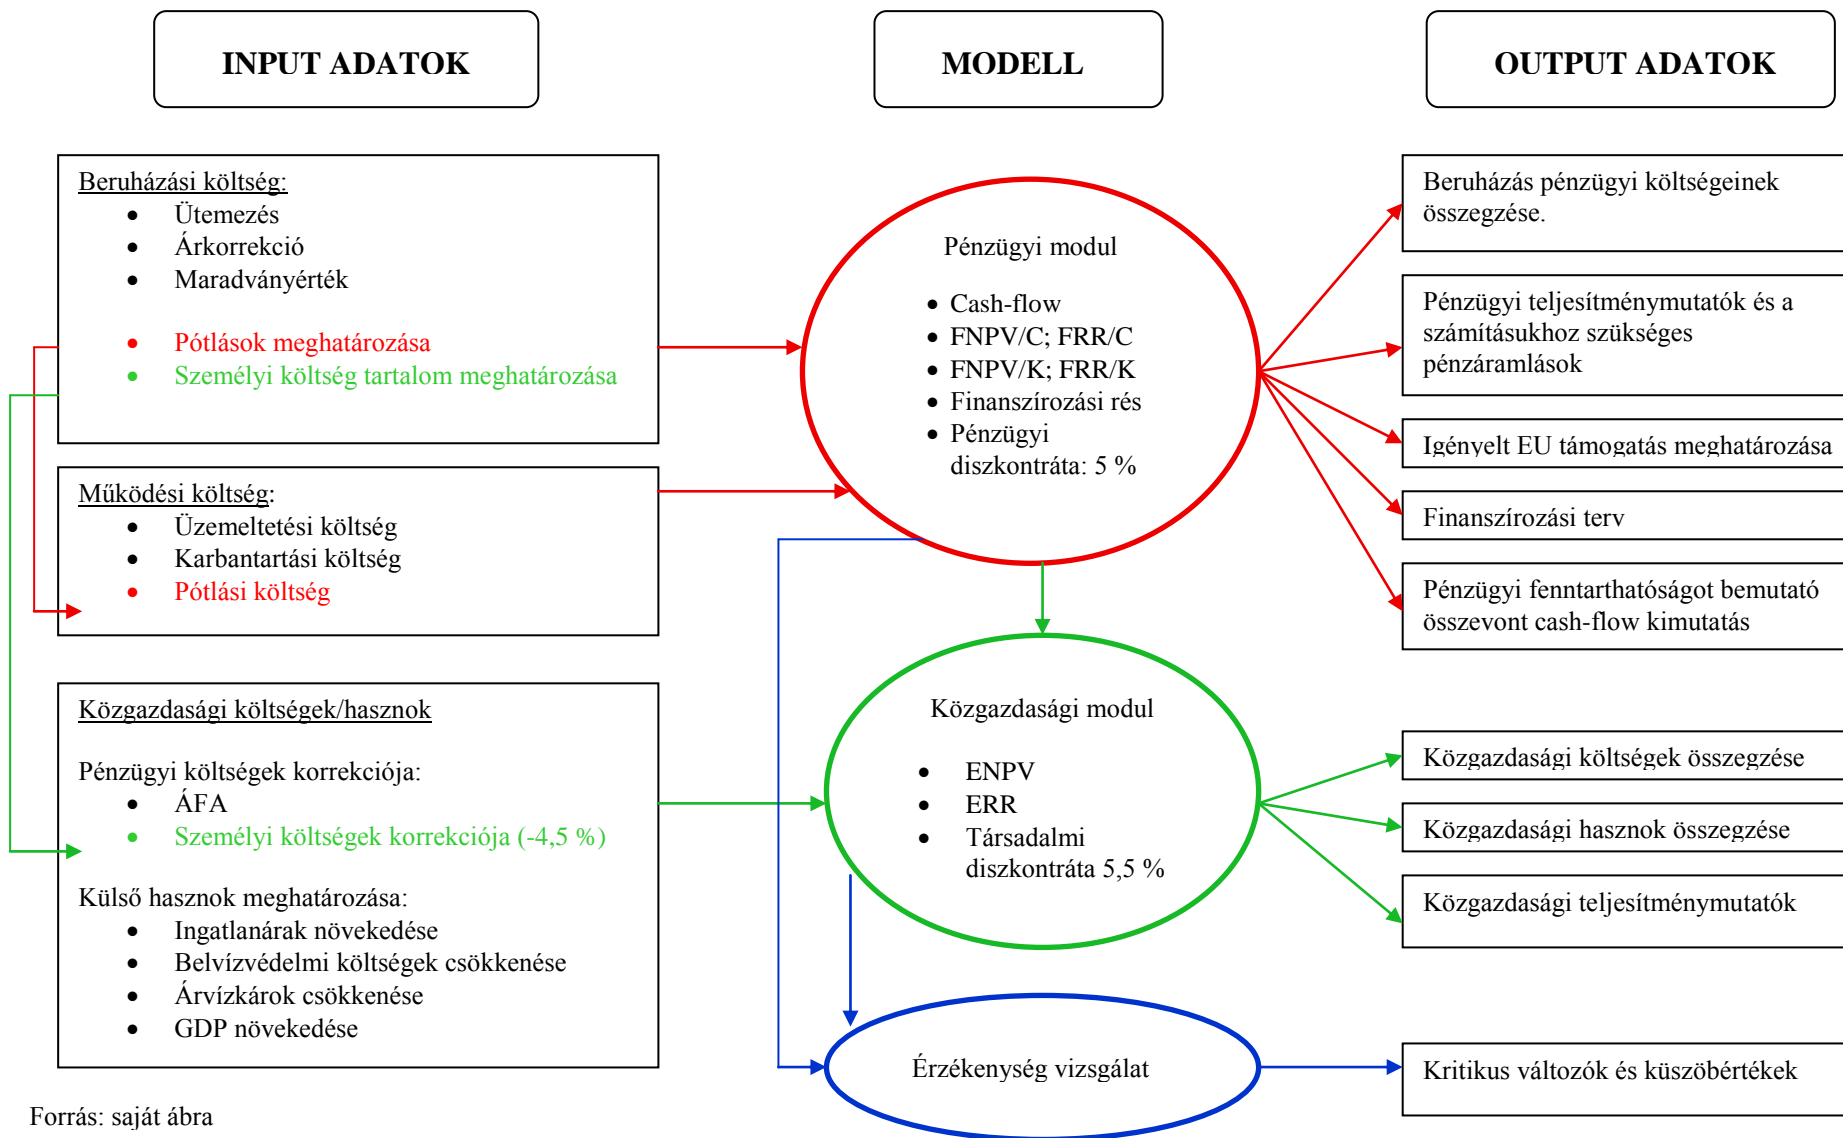 INPUT ADATOK
MODELL
OUTPUT ADATOK
Beruházási költség:
• Ütemezés
• Árkorrekció
• Maradványérték
• Pótlások meghatározása
• Személyi költség tartalom meghatározása
Működési költség:
• Üzemeltetési költség
• Karbantartási költség
• Pótlási költség
Közgazdasági költségek/hasznok
Pénzügyi költségek korrekciója:
• ÁFA
• Személyi költségek korrekciója (-4,5 %)
Külső hasznok meghatározása:
• Ingatlanárak növekedése
• Belvízvédelmi költségek csökkenése
• Árvízkárok csökkenése
• GDP növekedése
Pénzügyi modul
• Cash-flow
• FNPV/C; FRR/C
• FNPV/K; FRR/K
• Finanszírozási rés
• Pénzügyi
diszkontráta: 5 %
Közgazdasági modul
• ENPV
• ERR
• Társadalmi
diszkontráta 5,5 %
Érzékenység vizsgálat
Beruházás pénzügyi költségeinek
összegzése.
Pénzügyi teljesítménymutatók és a
számításukhoz szükséges
pénzáramlások
Igényelt EU támogatás meghatározása
Finanszírozási terv
Pénzügyi fenntarthatóságot bemutató
összevont cash-flow kimutatás
Közgazdasági költségek összegzése
Közgazdasági hasznok összegzése
Közgazdasági teljesítménymutatók
Kritikus változók és küszöbértékek
Forrás: saját ábra